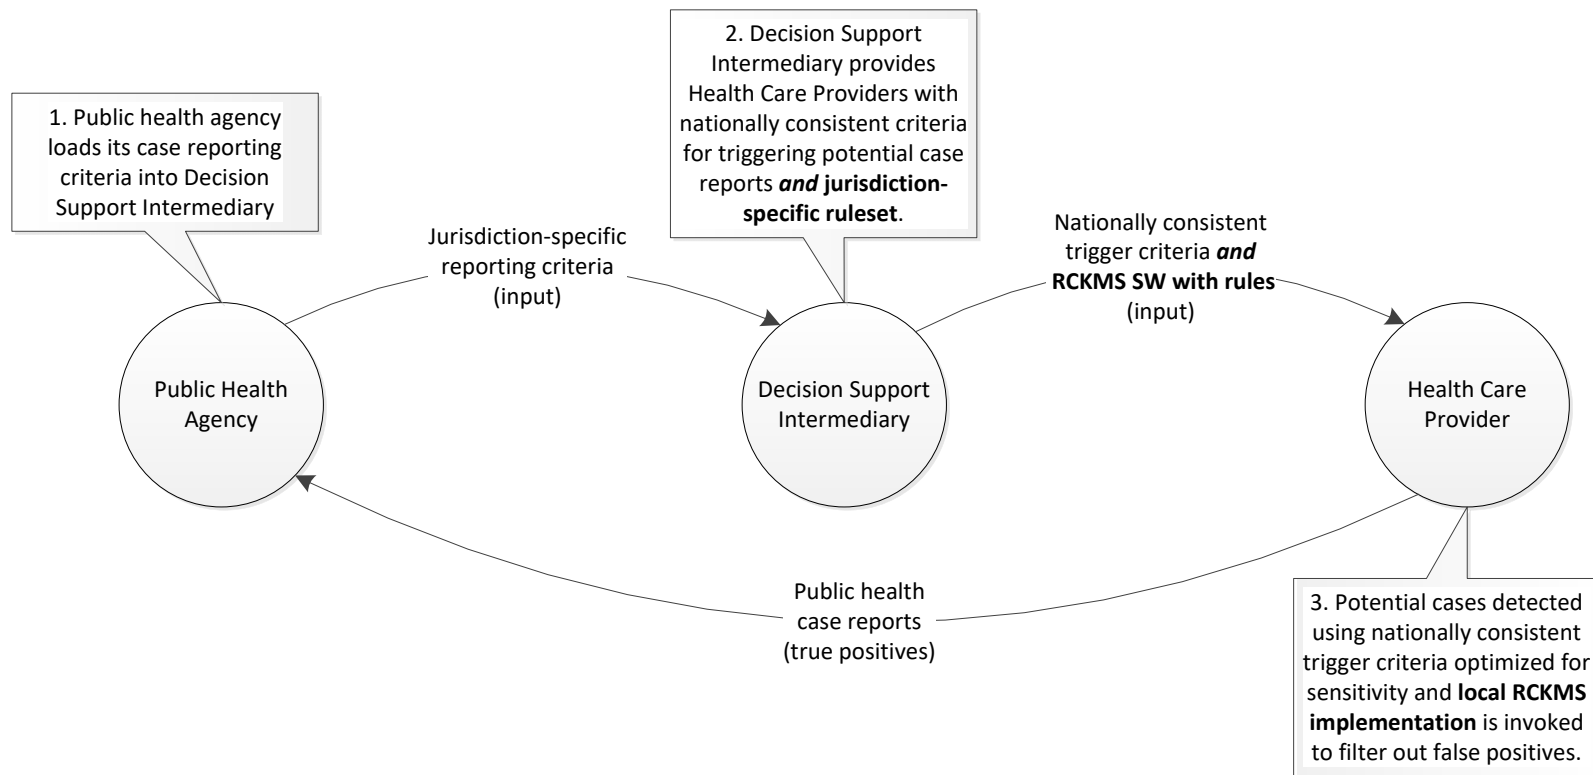 1. Public health agency
loads its case reporting
criteria into Decision
Support Intermediary
2. Decision Support
Intermediary provides
Health Care Providers with
nationally consistent criteria
for triggering potential case
reports and jurisdiction-
specific ruleset.
Jurisdiction-specific
reporting criteria
(input)
Nationally consistent
trigger criteria and
RCKMS SW with rules
(input)
Public Health
Agency
Decision Support
Intermediary
Health Care
Provider
Public health
case reports
(true positives)
3. Potential cases detected
using nationally consistent
trigger criteria optimized for
sensitivity and local RCKMS
implementation is invoked
to filter out false positives.